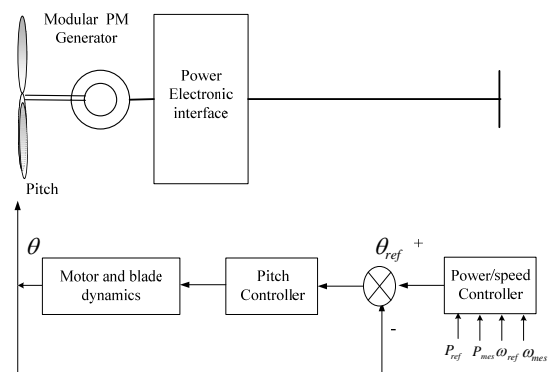 Modular PM
Generator
Power
Electronic
interface
Pitch
θ
Motor and blade
dynamics
Pitch
Controller
θref +
-
Power/speed
Controller
Pref Pmes ωref ωmes